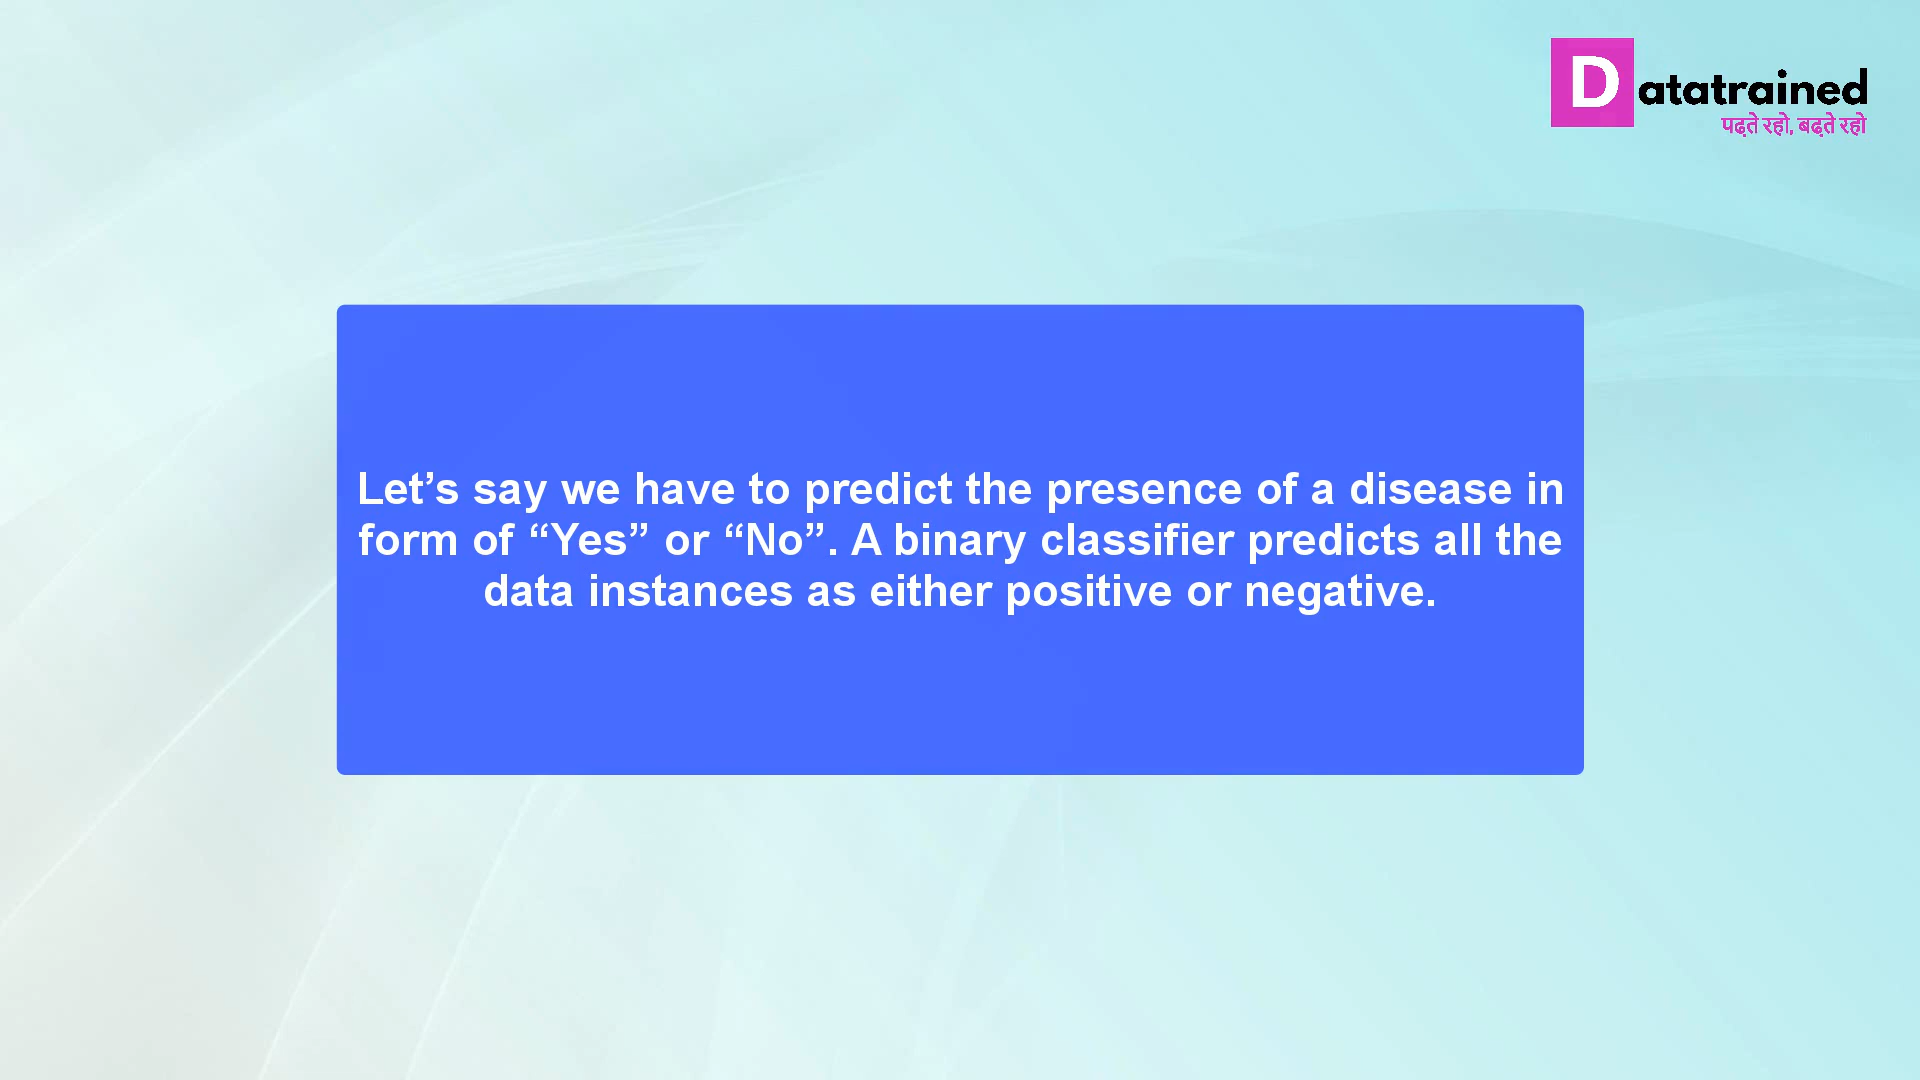 Datatrained
पढ़ते रहो, बढ़ते रहो
Let’s say we have to predict the presence of a disease in
form of “Yes” or “No”. A binary classifier predicts all the
data instances as either positive or negative.